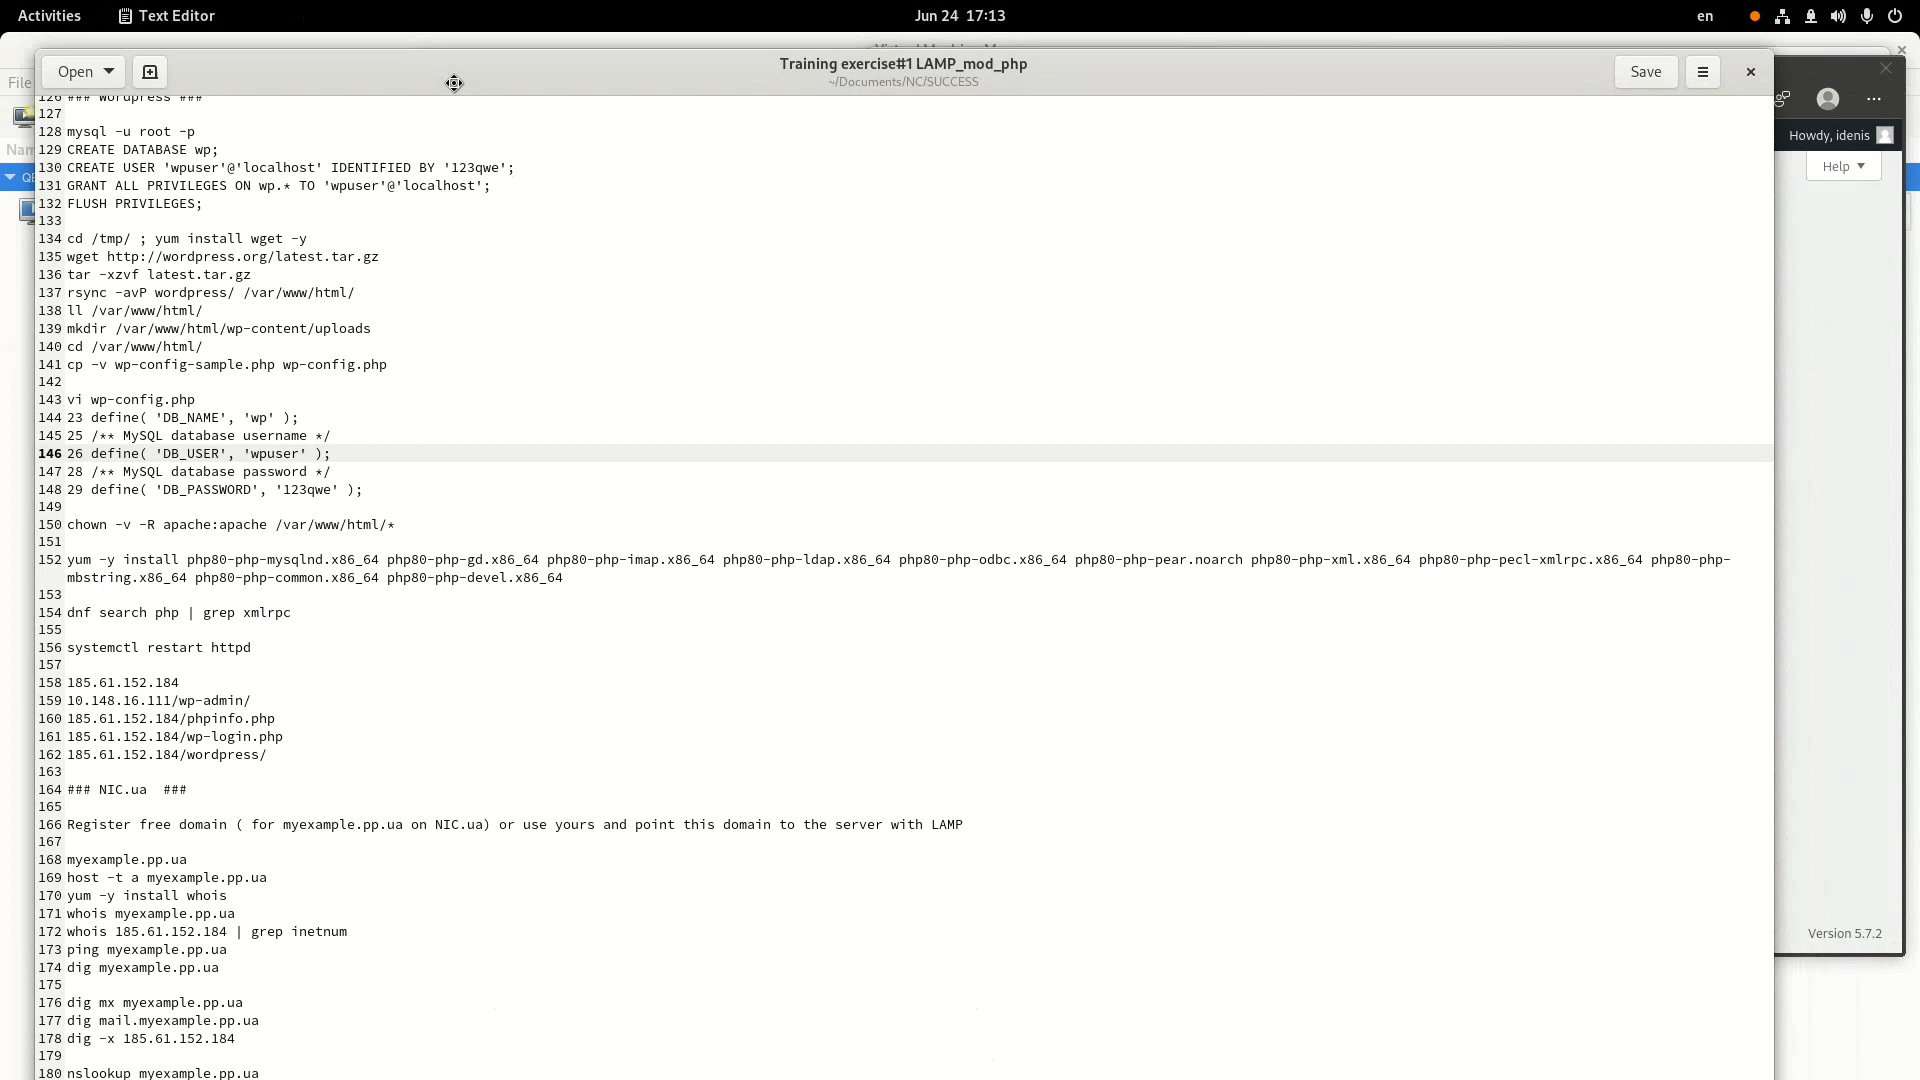 Activities Text Editor Jun 24 17:13 en
File
Open Training exercise#1 LAMP_mod_php Save
~/Documents/NC/SUCCESS
Howdy, idenis
Help
126 ### Wordpress ###
127
128 mysql -u root -p
129 CREATE DATABASE wp;
130 CREATE USER 'wpuser'@'localhost' IDENTIFIED BY '123qwe';
131 GRANT ALL PRIVILEGES ON wp.* TO 'wpuser'@'localhost';
132 FLUSH PRIVILEGES;
133
134 cd /tmp/ ; yum install wget -y
135 wget http://wordpress.org/latest.tar.gz
136 tar -xzvf latest.tar.gz
137 rsync -avP wordpress/ /var/www/html/
138 ll /var/www/html/
139 mkdir /var/www/html/wp-content/uploads
140 cd /var/www/html/
141 cp -v wp-config-sample.php wp-config.php
142
143 vi wp-config.php
144 23 define( 'DB_NAME', 'wp' );
145 25 /** MySQL database username */
146 26 define( 'DB_USER', 'wpuser' );
147 28 /** MySQL database password */
148 29 define( 'DB_PASSWORD', '123qwe' );
149
150 chown -v -R apache:apache /var/www/html/*
151
152 yum -y install php80-php-mysqlnd.x86_64 php80-php-gd.x86_64 php80-php-imap.x86_64 php80-php-ldap.x86_64 php80-php-odbc.x86_64 php80-php-pear.noarch php80-php-xml.x86_64 php80-php-pecl-xmlrpc.x86_64 php80-php-
mbstring.x86_64 php80-php-common.x86_64 php80-php-devel.x86_64
153
154 dnf search php | grep xmlrpc
155
156 systemctl restart httpd
157
158 185.61.152.184
159 10.148.16.111/wp-admin/
160 185.61.152.184/phpinfo.php
161 185.61.152.184/wp-login.php
162 185.61.152.184/wordpress/
163
164 ### NIC.ua  ###
165
166 Register free domain ( for myexample.pp.ua on NIC.ua) or use yours and point this domain to the server with LAMP
167
168 myexample.pp.ua
169 host -t a myexample.pp.ua
170 yum -y install whois
171 whois myexample.pp.ua
172 whois 185.61.152.184 | grep inetnum
173 ping myexample.pp.ua
174 dig myexample.pp.ua
175
176 dig mx myexample.pp.ua
177 dig mail.myexample.pp.ua
178 dig -x 185.61.152.184
179
180 nslookup myexample.pp.ua
Version 5.7.2